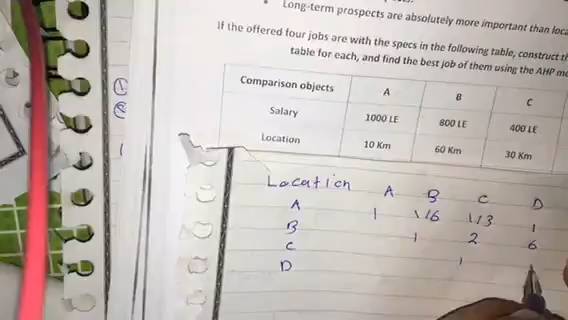 Long-term prospects are absolutely more important than
If the offered four jobs are with the specs in the following table, construct
table for each, and find the best job of them using the AHP
Comparison objects A B C
Salary 1000 LE 800 LE 400 LE
Location 10 Km 60 Km 30 Km
Location A B C D
A 1 1/6 1/3 1
B 1 2 6
C 1
D